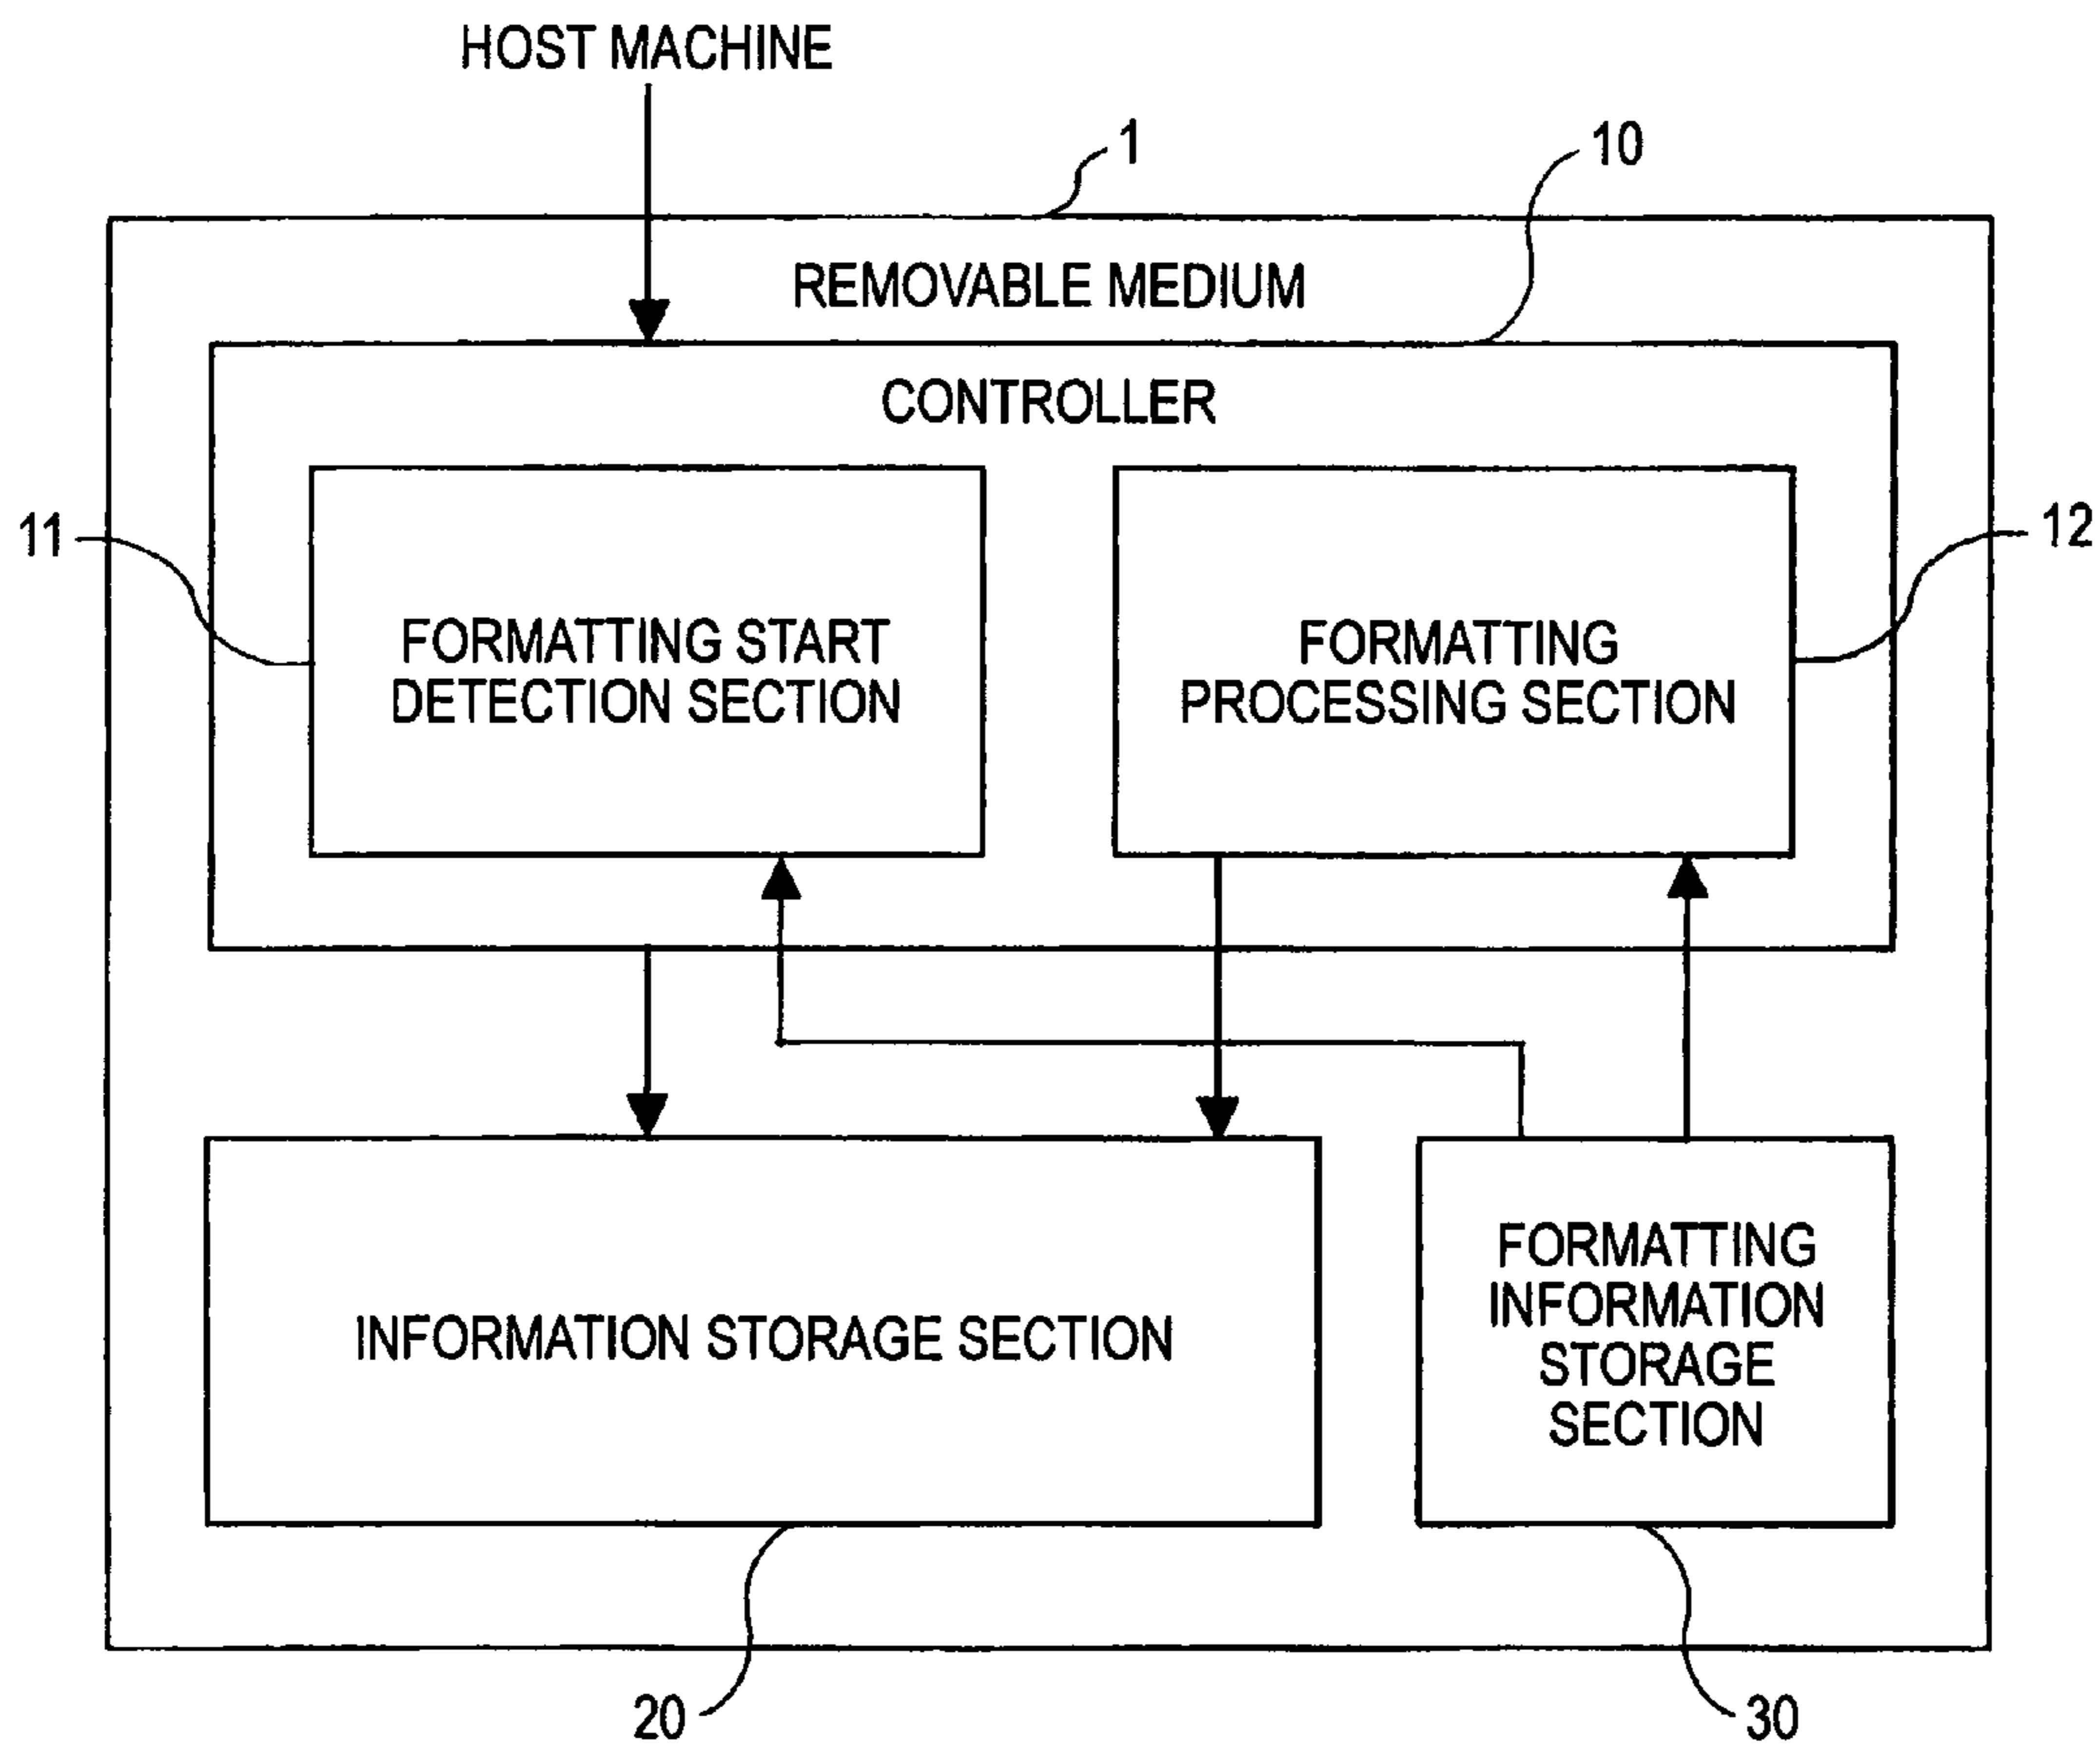 HOST MACHINE
1
10
REMOVABLE MEDIUM
CONTROLLER
11
12
FORMATTING START
DETECTION SECTION
FORMATTING
PROCESSING SECTION
INFORMATION STORAGE SECTION
FORMATTING
INFORMATION
STORAGE
SECTION
20
30